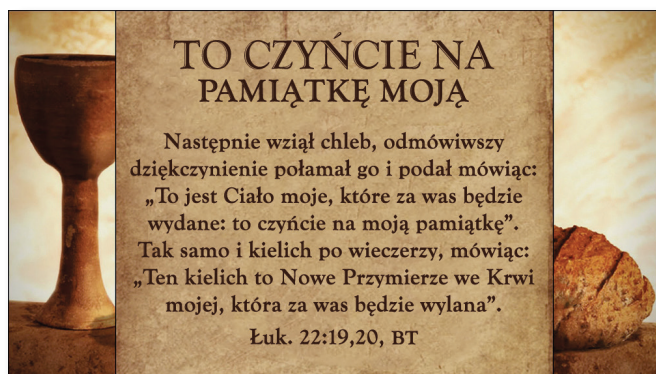 TO CZYŃCIE NA
PAMIĄTKĘ MOJĄ
Następnie wziął chleb, odmówiwszy
dziękczynienie połamał go i podał mówiąc:
„To jest Ciało moje, które za was będzie
wydane: to czyńcie na moją pamiątkę”.
Tak samo i kielich po wieczerzy, mówiąc:
„Ten kielich to Nowe Przymierze we Krwi
mojej, która za was będzie wylana”.
Łuk. 22:19,20, BT